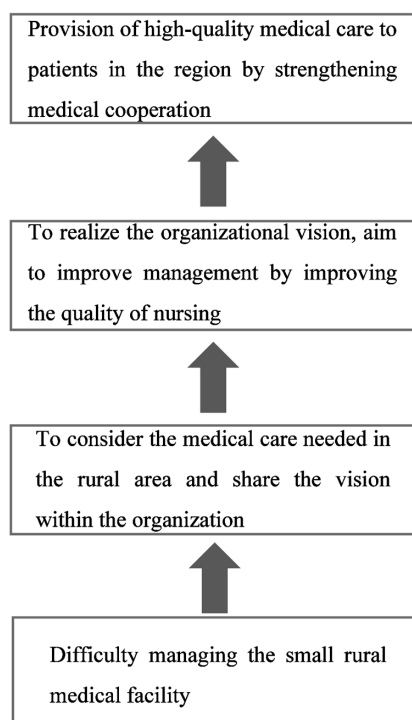 Provision of high-quality medical care to
patients in the region by strengthening
medical cooperation
To realize the organizational vision, aim
to improve management by improving
the quality of nursing
To consider the medical care needed in
the rural area and share the vision
within the organization
Difficulty managing the small rural
medical facility